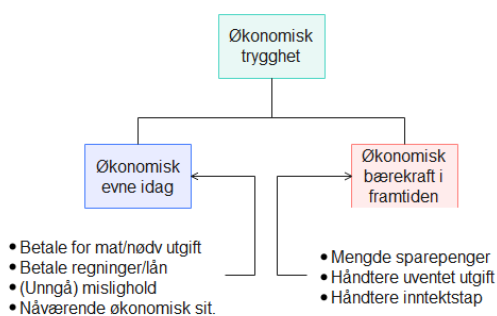 Økonomisk
trygghet
Økonomisk
evne idag
Økonomisk
bærekraft i
framtiden
• Betale for mat/nødv utgift
• Betale regninger/lån
• (Unngå) mislighold
• Nåværende økonomisk sit.
• Mengde sparepenger
• Håndtere uventet utgift
• Håndtere inntektstap